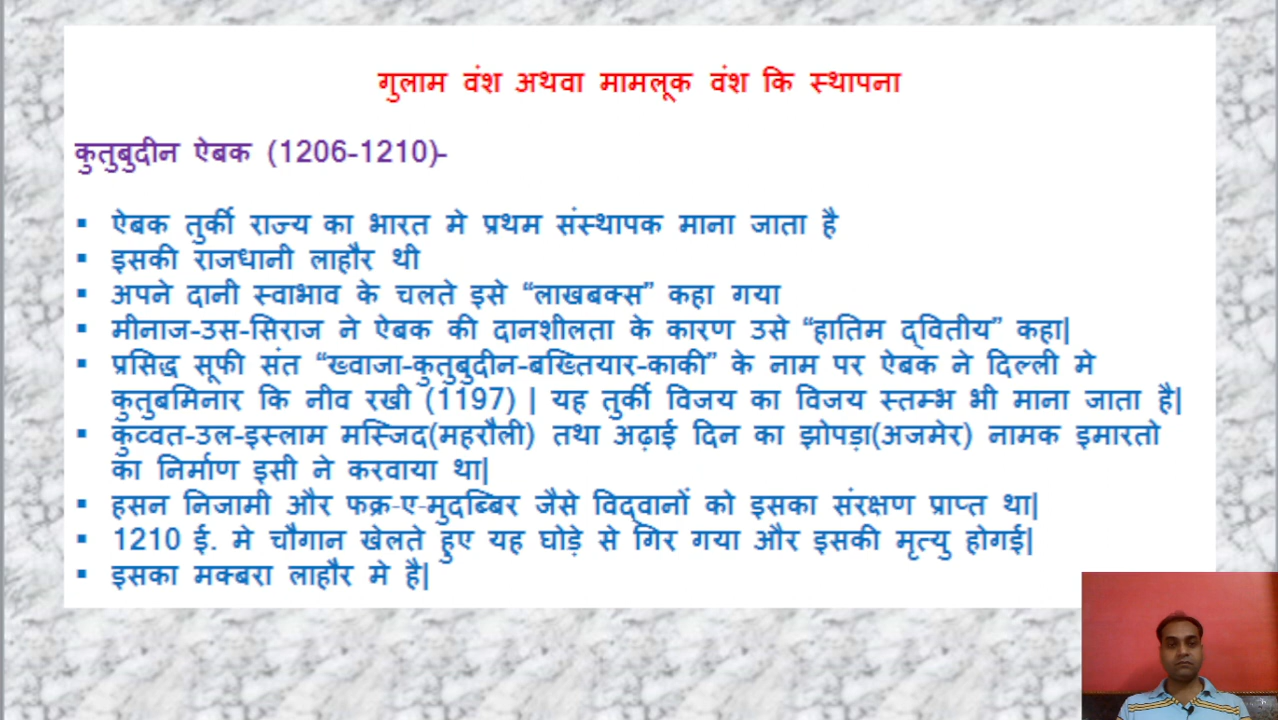 गुलाम वंश अथवा मामलूक वंश कि स्थापना
कुतुबुदीन ऐबक (1206-1210)-
▪ ऐबक तुर्की राज्य का भारत मे प्रथम संस्थापक माना जाता है
▪ इसकी राजधानी लाहौर थी
▪ अपने दानी स्वाभाव के चलते इसे “लाखबक्स” कहा गया
▪ मीनाज-उस-सिराज ने ऐबक की दानशीलता के कारण उसे “हातिम द्वितीय” कहा|
▪ प्रसिद्ध सूफी संत “ख्वाजा-कुतुबुदीन-बख्तियार-काकी” के नाम पर ऐबक ने दिल्ली मे
कुतुबमिनार कि नीव रखी (1197) | यह तुर्की विजय का विजय स्तम्भ भी माना जाता है|
▪ कुव्वत-उल-इस्लाम मस्जिद(महरौली) तथा अढ़ाई दिन का झोपड़ा(अजमेर) नामक इमारतो
का निर्माण इसी ने करवाया था|
▪ हसन निजामी और फक्र-ए-मुदब्बिर जैसे विद्वानों को इसका संरक्षण प्राप्त था|
▪ 1210 ई. मे चौगान खेलते हुए यह घोड़े से गिर गया और इसकी मृत्यु होगई|
▪ इसका मक्बरा लाहौर मे है|